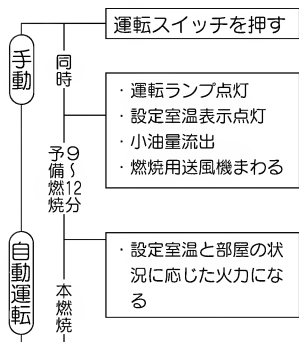 運転スイッチを押す
手動
同時
・運転ランプ点灯
・設定室温表示点灯
・小油量流出
・燃焼用送風機まわる
9〜12分
予備燃焼
自動運転
・設定室温と部屋の状
況に応じた火力にな
る
本燃焼